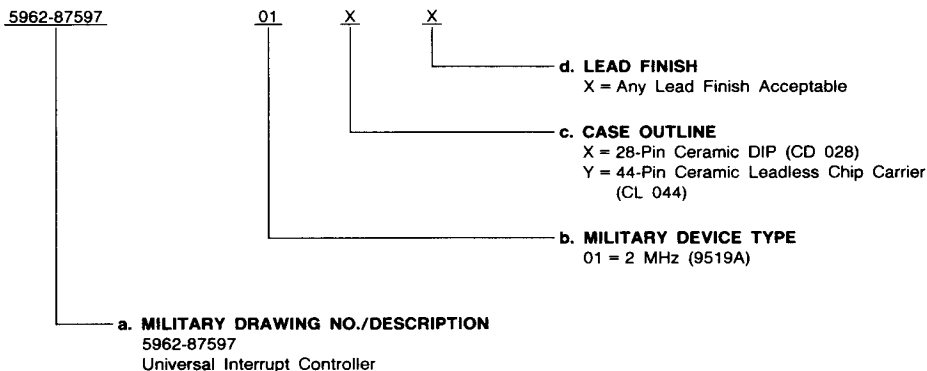 5962-87597 01 X X
d. LEAD FINISH
X = Any Lead Finish Acceptable
c. CASE OUTLINE
X = 28-Pin Ceramic DIP (CD 028)
Y = 44-Pin Ceramic Leadless Chip Carrier
(CL 044)
b. MILITARY DEVICE TYPE
01 = 2 MHz (9519A)
a. MILITARY DRAWING NO./DESCRIPTION
5962-87597
Universal Interrupt Controller